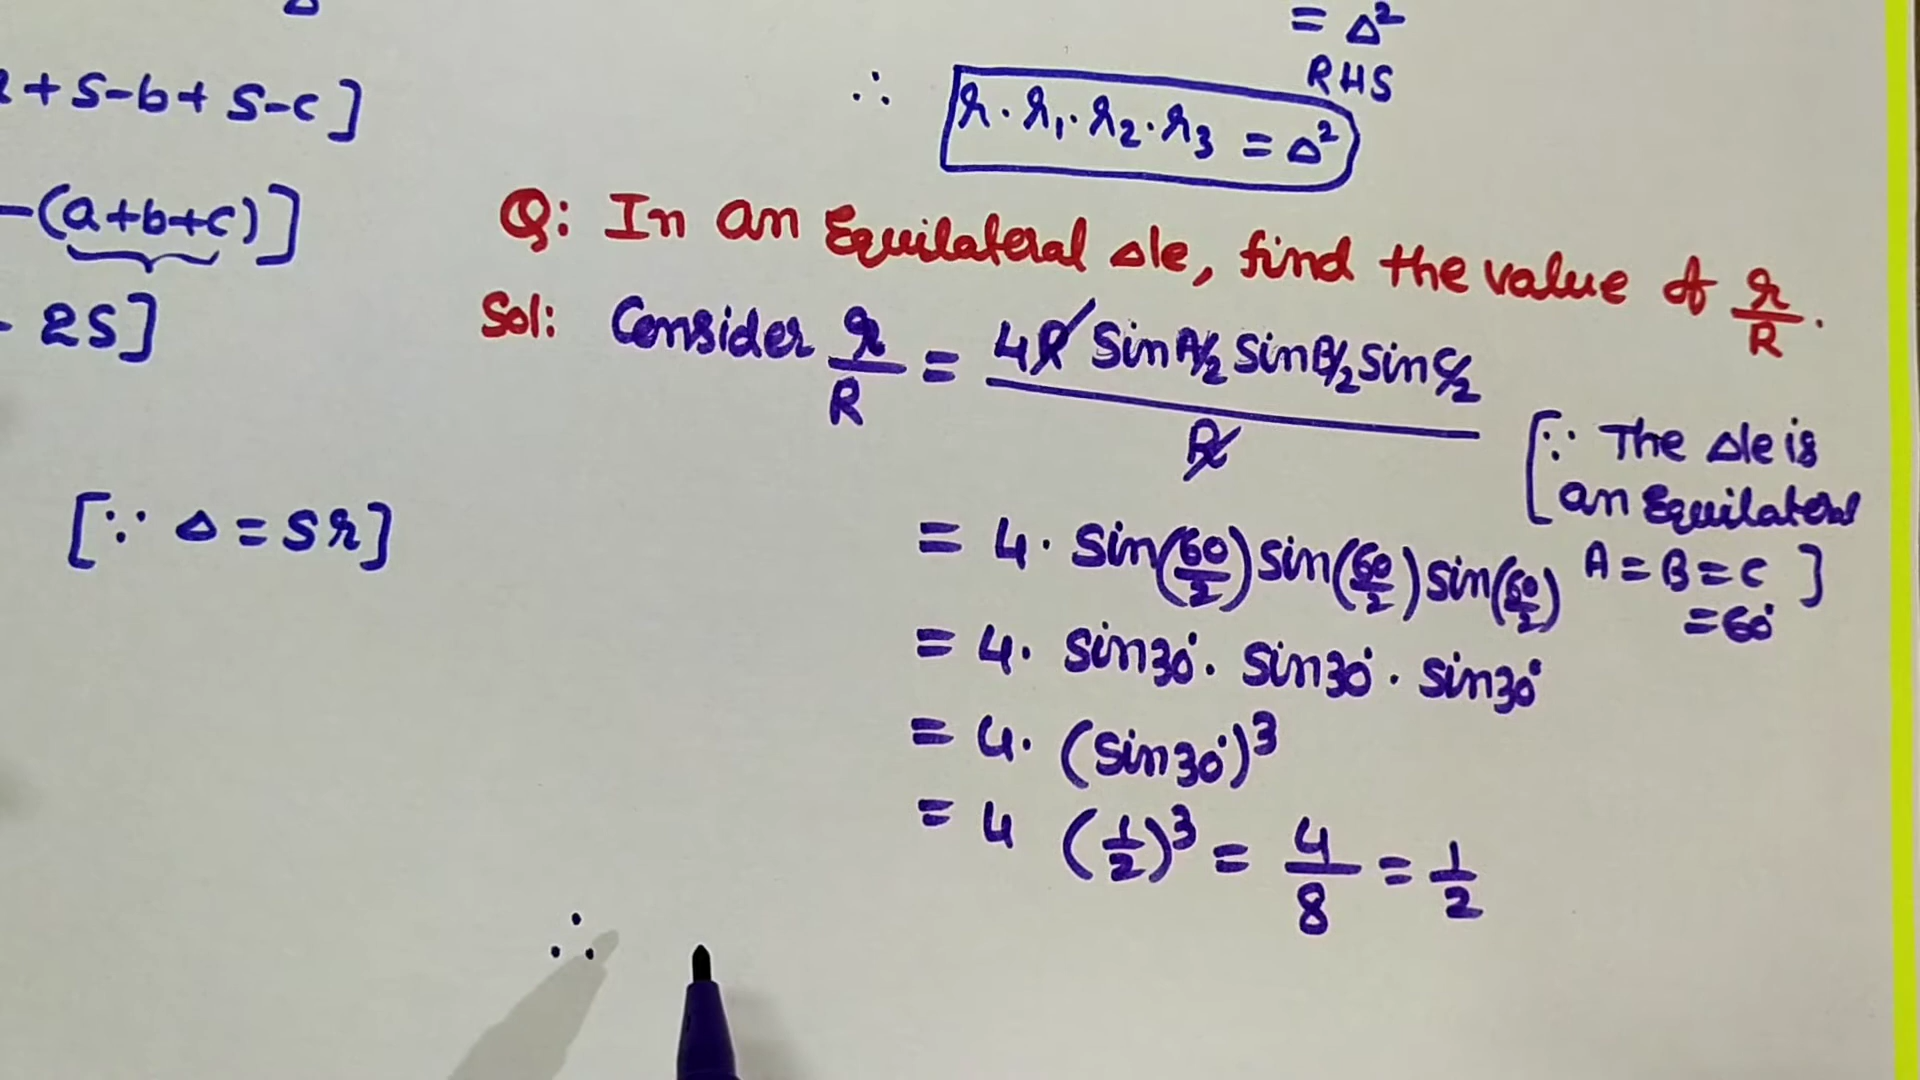 + S-b + S-c]
-(a+b+c)]
- 2S]
[∵ Δ = Sr]
= Δ²
RHS
∴ r · r₁ · r₂ · r₃ = Δ²
Q: In an Equilateral Δle, find the value of r/R.
Sol: Consider r/R = 4R Sin A/2 Sin B/2 Sin C/2 / R
[∵ The Δle is
an Equilateral
A = B = C ]
= 60°
= 4 · Sin(60/2) Sin(60/2) Sin(60/2)
= 4 · Sin30° · Sin30° · Sin30°
= 4 · (Sin30°)³
= 4 (1/2)³ = 4/8 = 1/2
∴